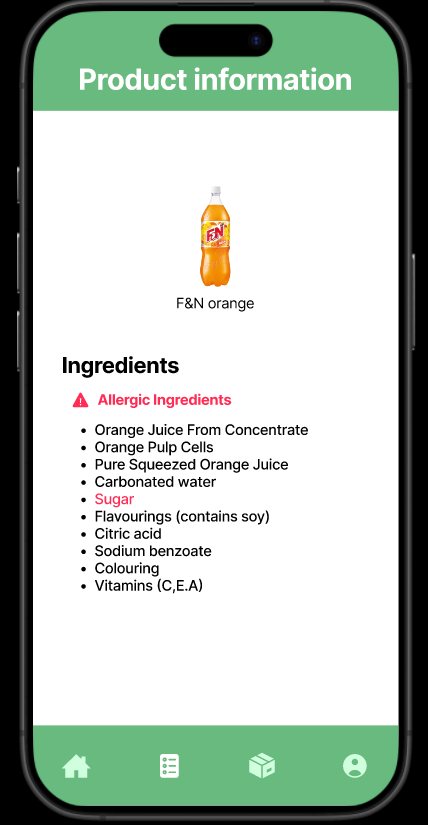 Product information
F&N
F&N orange
Ingredients
Allergic Ingredients
• Orange Juice From Concentrate
• Orange Pulp Cells
• Pure Squeezed Orange Juice
• Carbonated water
• Sugar
• Flavourings (contains soy)
• Citric acid
• Sodium benzoate
• Colouring
• Vitamins (C,E.A)